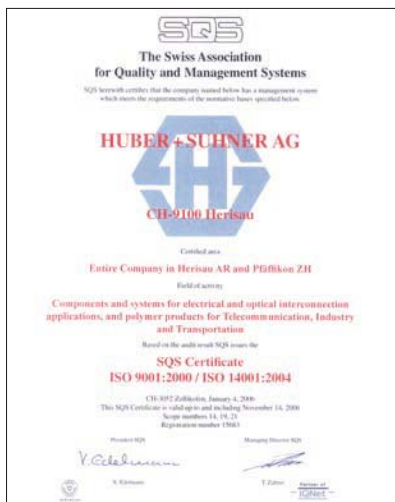 SQS
The Swiss Association
for Quality and Management Systems
SQS herewith certifies that the company named below has a management system
which meets the requirements of the normative bases specified below
HUBER+SUHNER AG
CH-9100 Herisau
Certified area
Entire Company in Herisau AR and Pfäffikon ZH
Field of activity
Components and systems for electrical and optical interconnection
applications, and polymer products for Telecommunication, Industry
and Transportation
Based on the audit result SQS issues the
SQS Certificate
ISO 9001:2000 / ISO 14001:2004
CH-3052 Zollikofen, January 4, 2006
This SQS Certificate is valid up to and including November 14, 2006
Scope numbers 14, 19, 21
Registration number 15663
President SQS Managing Director SQS
X. Edelmann T. Zahner
Partner of
IQNet